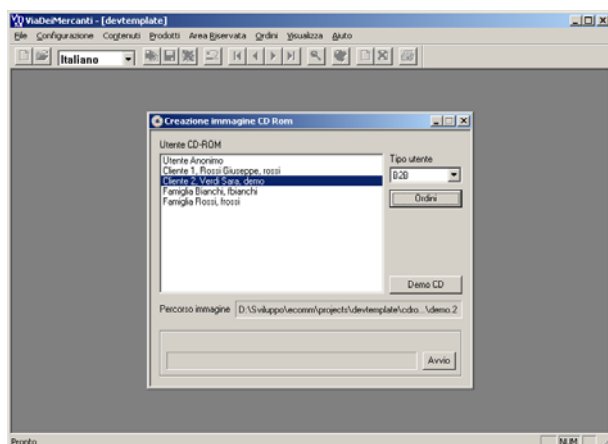 ViaDeiMercanti - [devtemplate]
File Configurazione Contenuti Prodotti Area Riservata Ordini Visualizza Aiuto
Italiano
Creazione immagine CD Rom
Utente CD-ROM
Tipo utente
Utente Anonimo
Cliente 1, Rossi Giuseppe, rossi
Cliente 2, Verdi Sara, demo
Famiglia Bianchi, fbianchi
Famiglia Rossi, frossi
B2B
Ordini
Demo CD
Percorso immagine D:\Sviluppo\ecomm\projects\devtemplate\cdro...\demo.2
Avvio
Pronto NUM